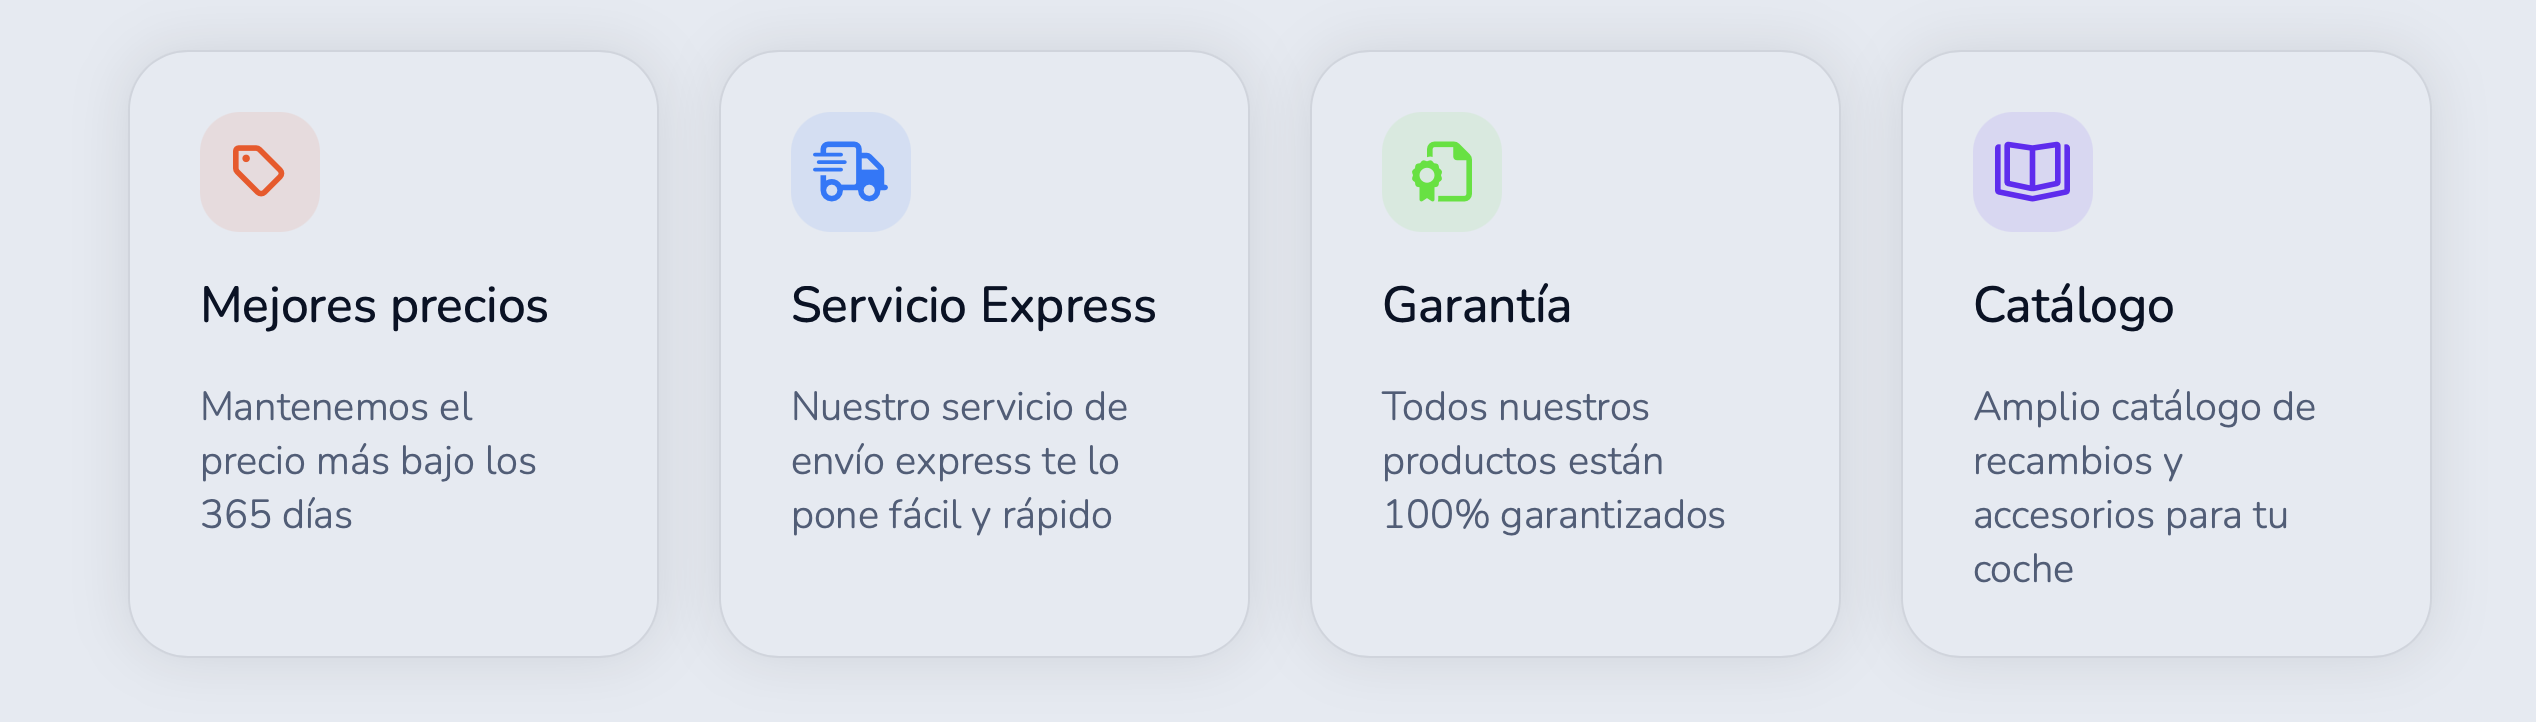 Mejores precios
Mantenemos el
precio más bajo los
365 días
Servicio Express
Nuestro servicio de
envío express te lo
pone fácil y rápido
Garantía
Todos nuestros
productos están
100% garantizados
Catálogo
Amplio catálogo de
recambios y
accesorios para tu
coche